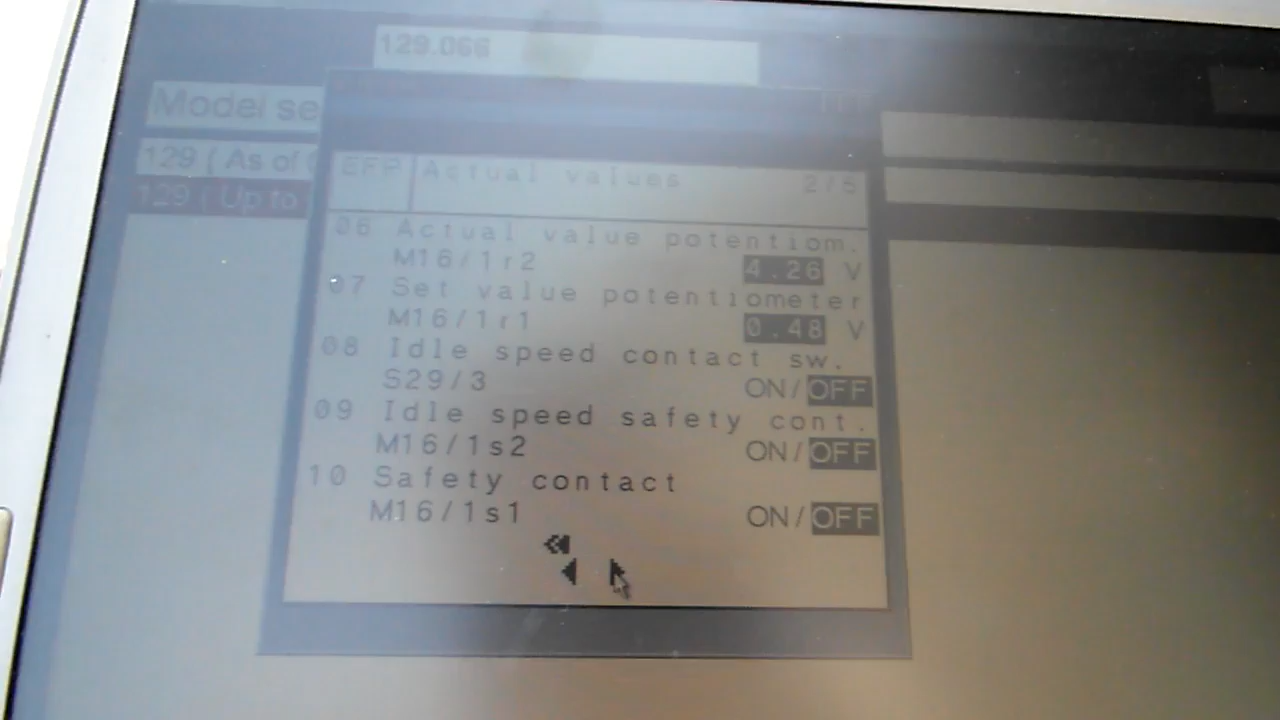 129.066
Model se
129 ( As of
129 ( Up to
EFP Actual values 2/5
06 Actual value potentiom.
M16/1r2 4.26 V
07 Set value potentiometer
M16/1r1 0.48 V
08 Idle speed contact sw.
S29/3 ON/OFF
09 Idle speed safety cont.
M16/1s2 ON/OFF
10 Safety contact
M16/1s1 ON/OFF